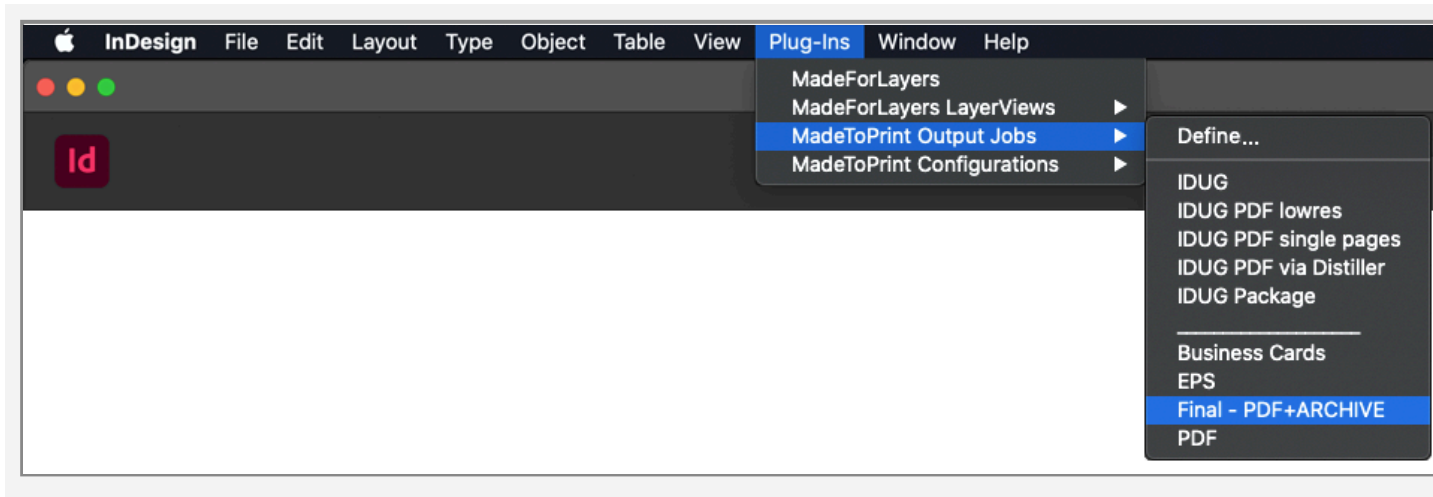 InDesign File Edit Layout Type Object Table View Plug-Ins Window Help
MadeForLayers
MadeForLayers LayerViews
MadeToPrint Output Jobs
MadeToPrint Configurations
Id
Define...
IDUG
IDUG PDF lowres
IDUG PDF single pages
IDUG PDF via Distiller
IDUG Package
Business Cards
EPS
Final - PDF+ARCHIVE
PDF